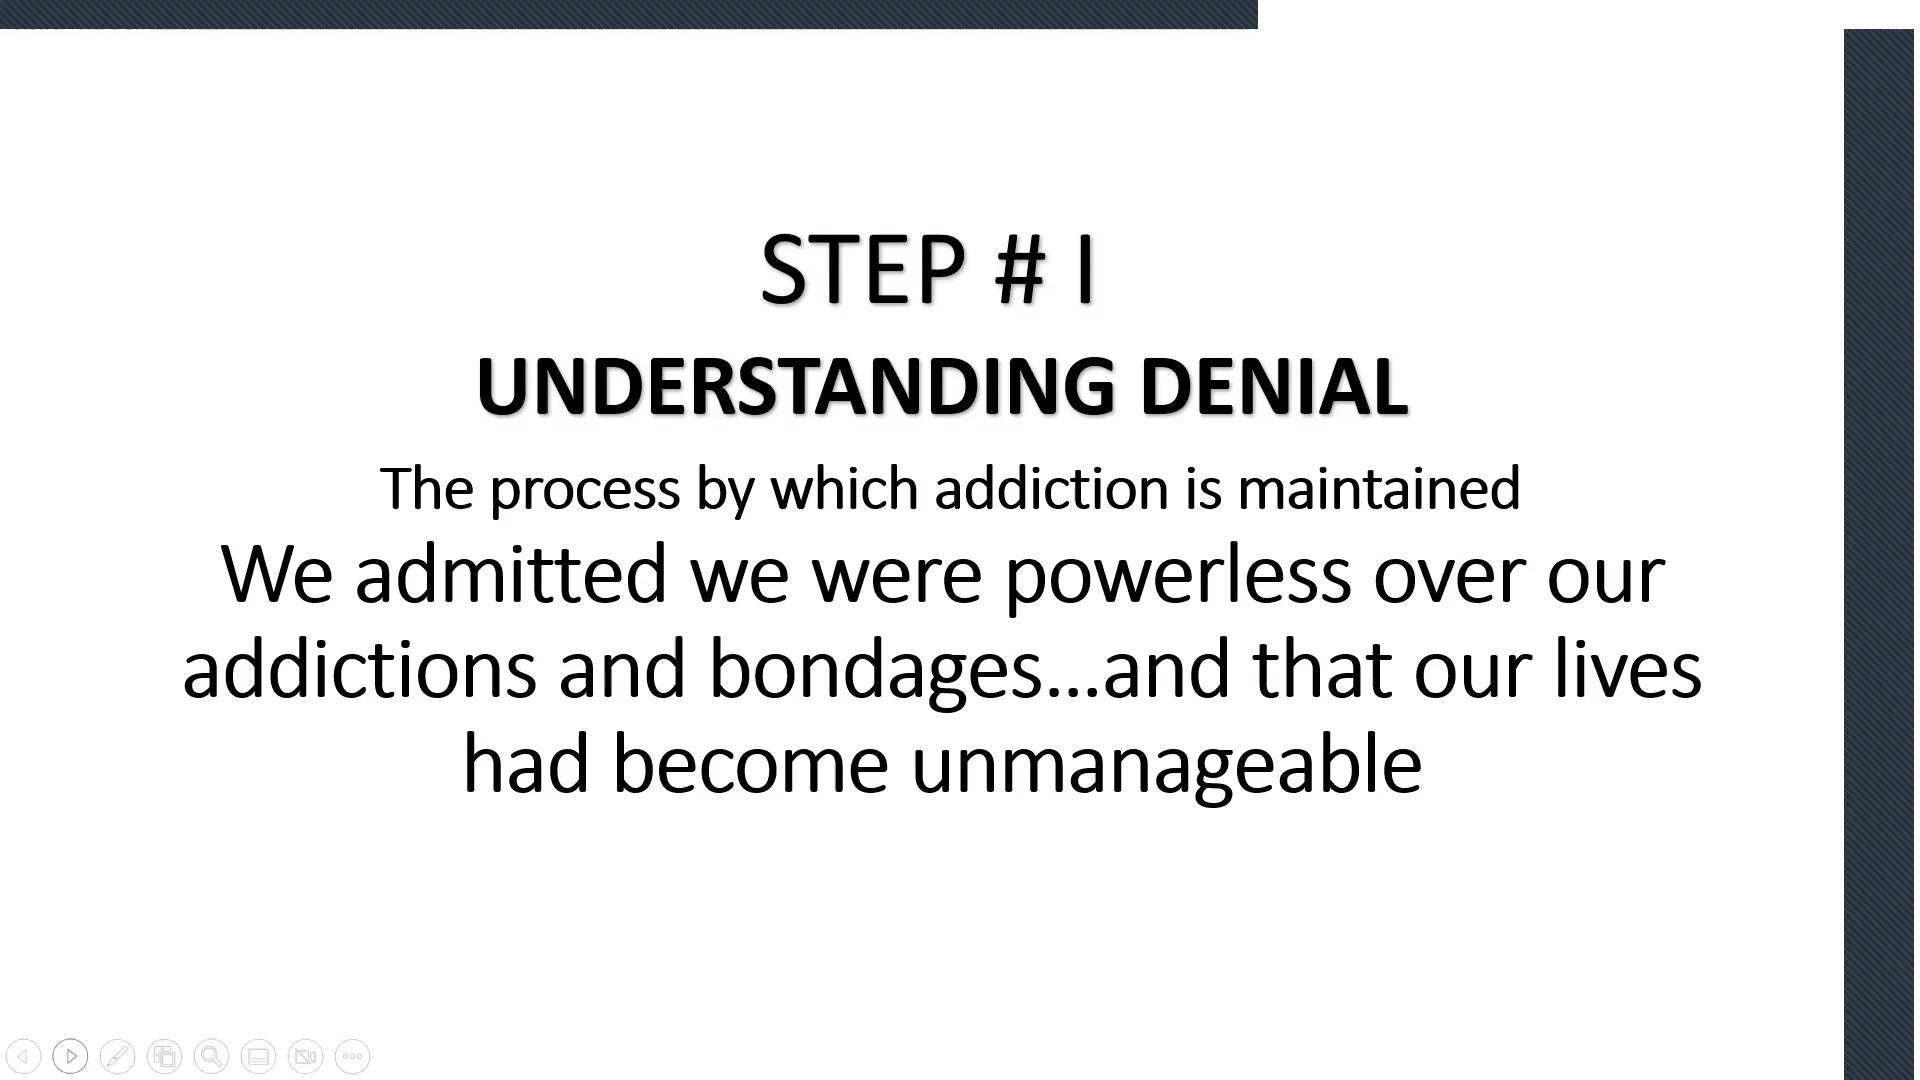 STEP # I
UNDERSTANDING DENIAL
The process by which addiction is maintained
We admitted we were powerless over our
addictions and bondages...and that our lives
had become unmanageable